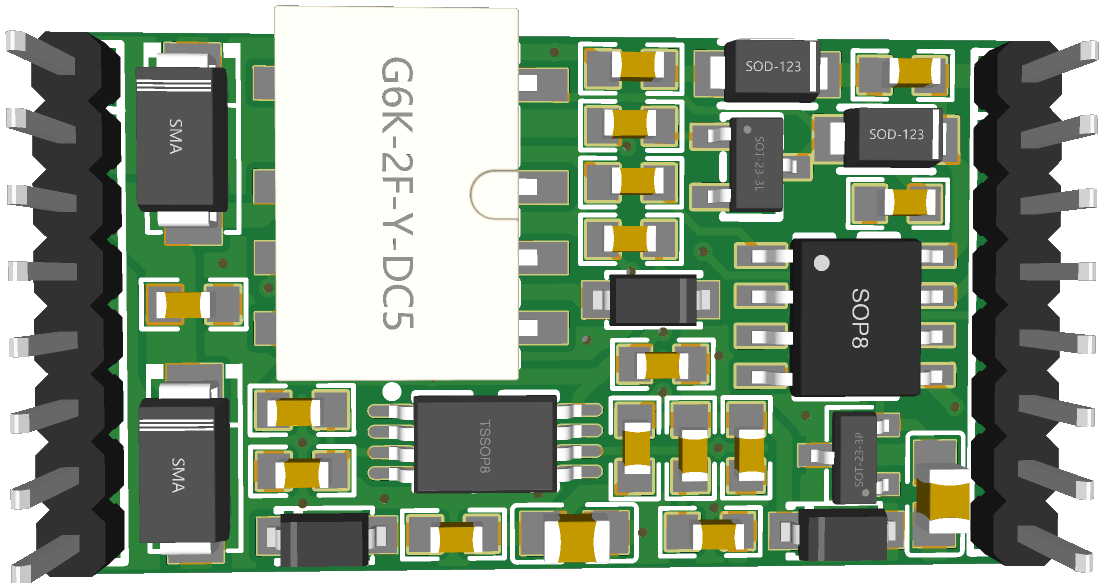 SMA
G6K-2F-Y-DC5
SOD-123
SOT-23-3L
SOD-123
SOP8
SMA
TSSOP8
SOT-23-3P